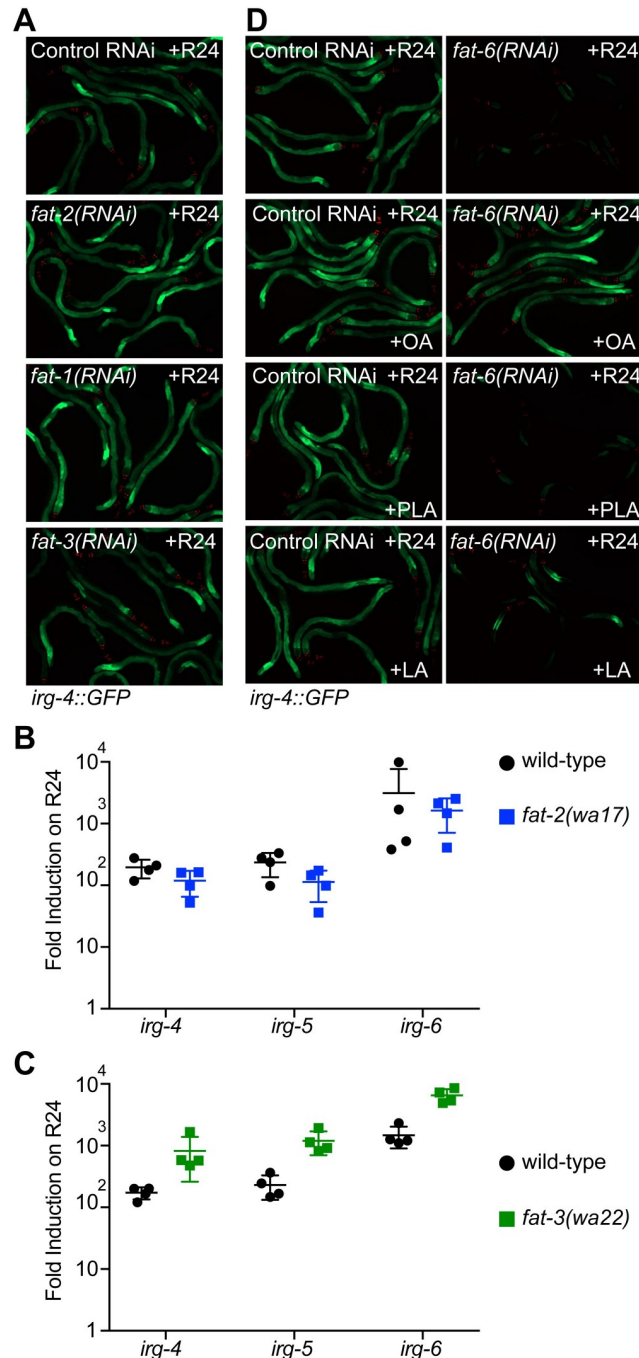 A
D
Control RNAi +R24
fat-2(RNAi) +R24
fat-1(RNAi) +R24
fat-3(RNAi) +R24
irg-4::GFP
Control RNAi +R24
fat-6(RNAi) +R24
Control RNAi +R24
+OA
fat-6(RNAi) +R24
+OA
Control RNAi +R24
+PLA
fat-6(RNAi) +R24
+PLA
Control RNAi +R24
+LA
fat-6(RNAi) +R24
+LA
irg-4::GFP
B
Fold Induction on R24
10^4
10^3
10^2
10^1
1
irg-4
irg-5
irg-6
wild-type
fat-2(wa17)
C
Fold Induction on R24
10^4
10^3
10^2
10^1
1
irg-4
irg-5
irg-6
wild-type
fat-3(wa22)